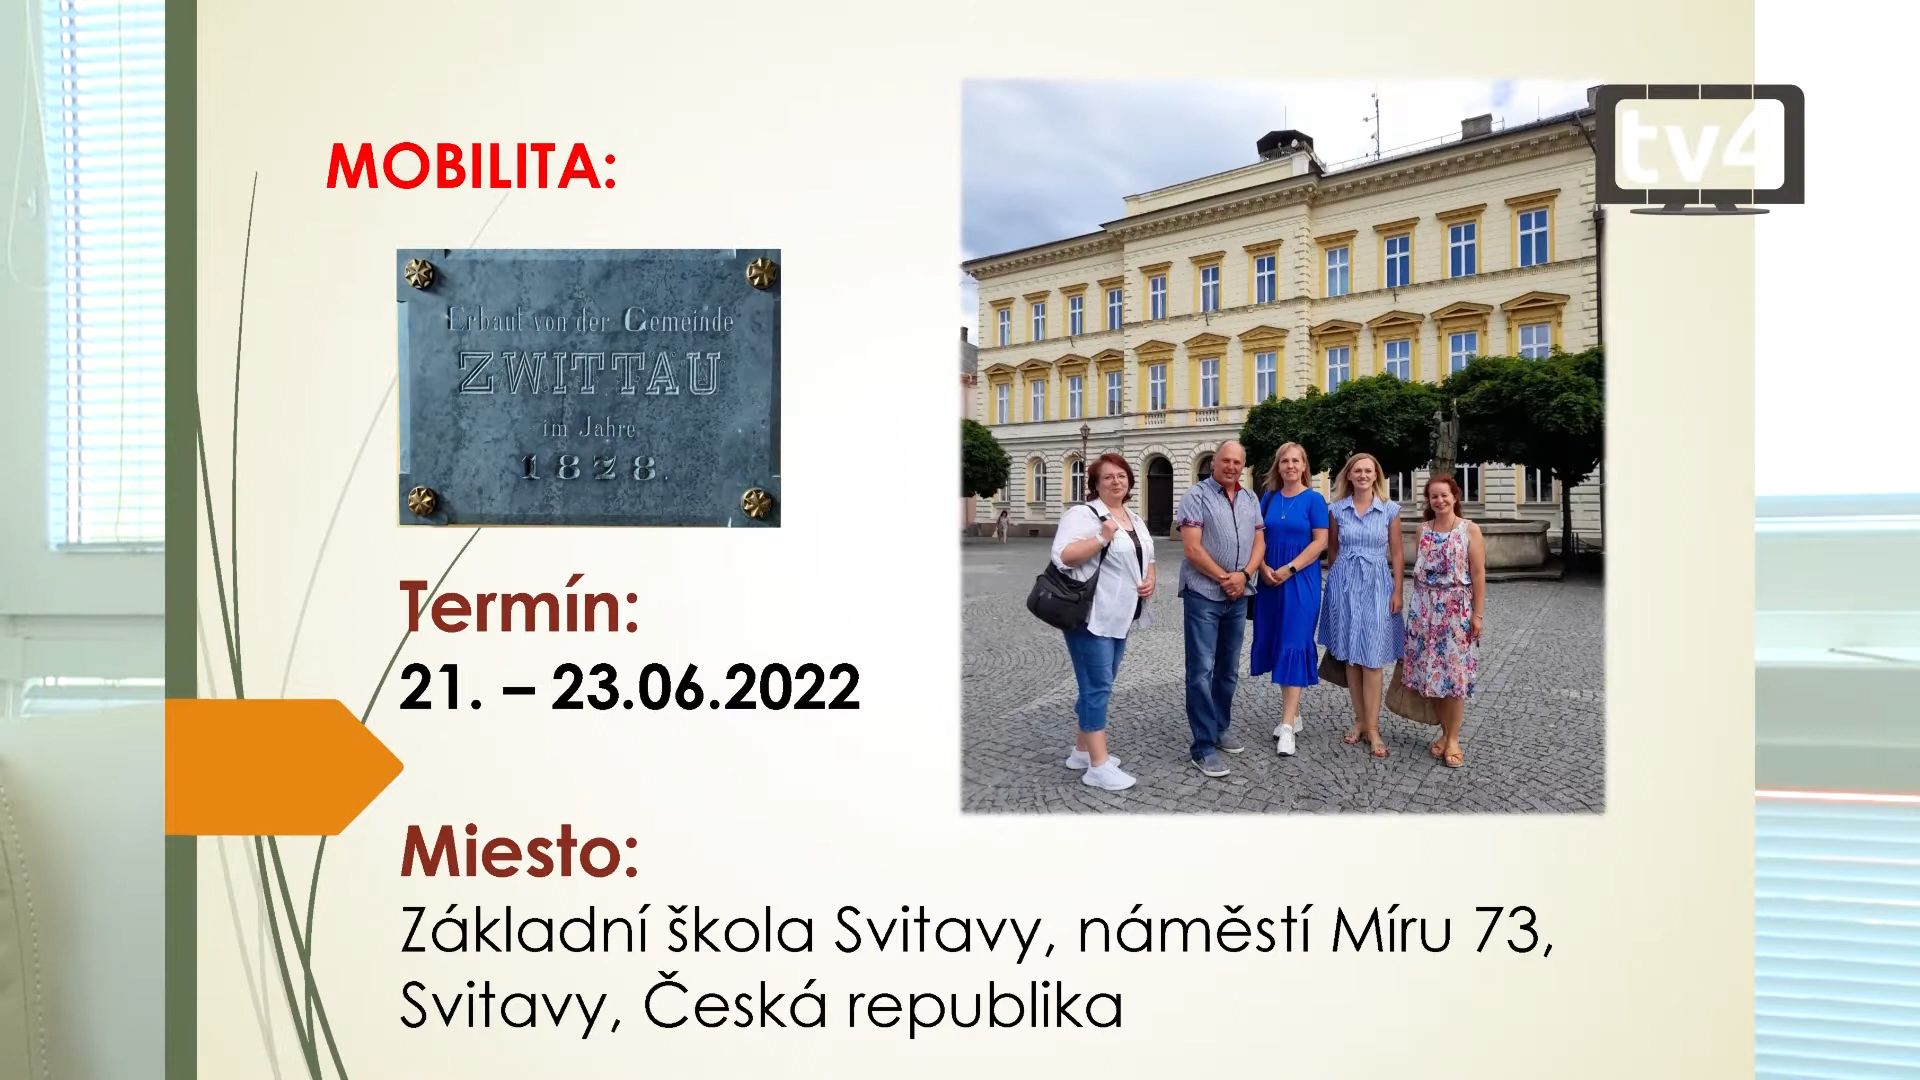 MOBILITA:
tv4
Erbaut von der Gemeinde
ZWITTAU
im Jahre
1828.
Termín:
21. – 23.06.2022
Miesto:
Základní škola Svitavy, náměstí Míru 73,
Svitavy, Česká republika